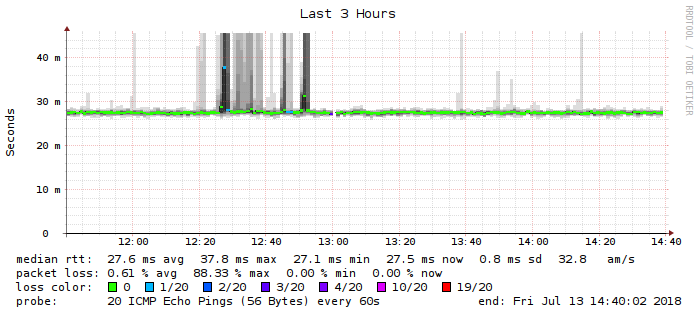 Last 3 Hours
RRDTOOL / TOBI OETIKER
Seconds
40 m
30 m
20 m
10 m
0
12:00 12:20 12:40 13:00 13:20 13:40 14:00 14:20 14:40
median rtt: 27.6 ms avg 37.8 ms max 27.1 ms min 27.5 ms now 0.8 ms sd 32.8 am/s
packet loss: 0.61 % avg 88.33 % max 0.00 % min 0.00 % now
loss color: 0 1/20 2/20 3/20 4/20 10/20 19/20
probe: 20 ICMP Echo Pings (56 Bytes) every 60s end: Fri Jul 13 14:40:02 2018